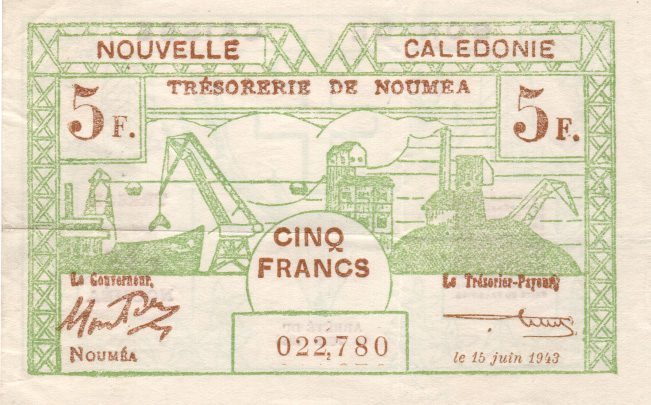 NOUVELLE CALEDONIE
TRÉSORERIE DE NOUMÉA
5 F. 5 F.
CINQ
FRANCS
Le Gouverneur, Le Trésorier-Payeur,
NOUMÉA
022,780
le 15 juin 1943